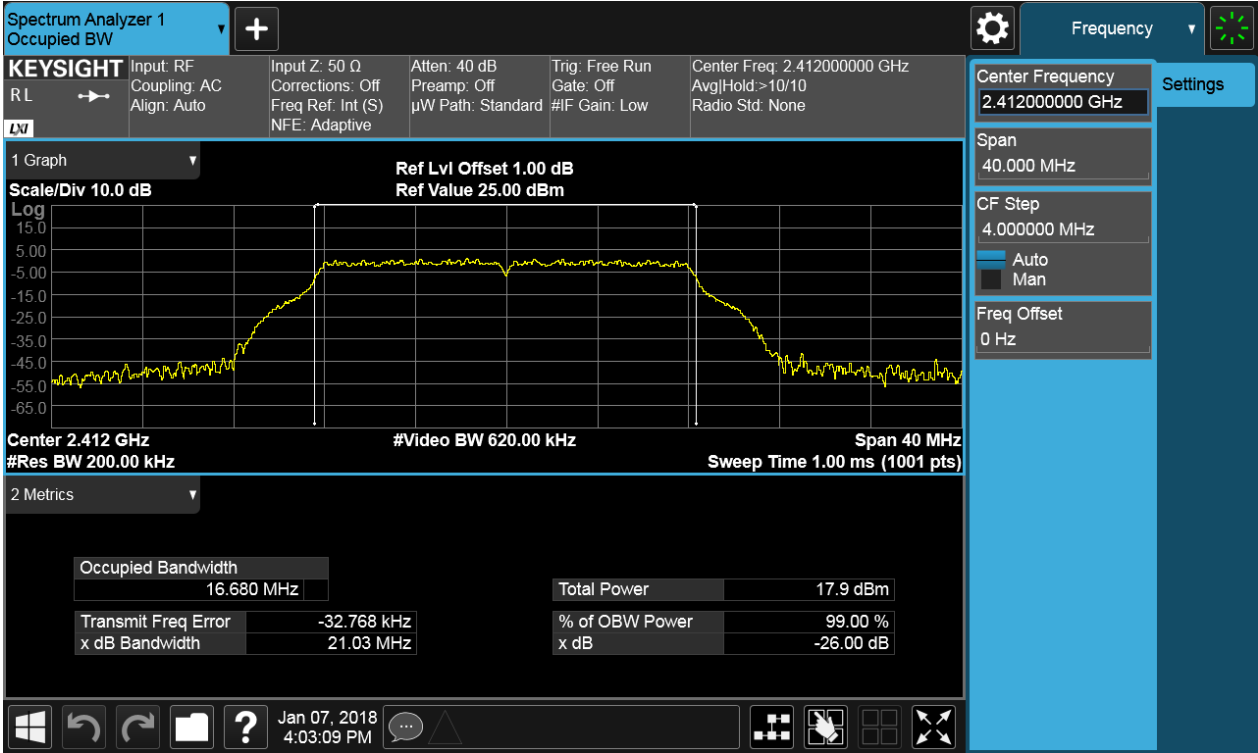 Spectrum Analyzer 1
Occupied BW
+
Frequency
KEYSIGHT
R L
LXI
Input: RF
Coupling: AC
Align: Auto
Input Z: 50 Ω
Corrections: Off
Freq Ref: Int (S)
NFE: Adaptive
Atten: 40 dB
Preamp: Off
µW Path: Standard
Trig: Free Run
Gate: Off
#IF Gain: Low
Center Freq: 2.412000000 GHz
Avg|Hold:>10/10
Radio Std: None
Center Frequency
2.412000000 GHz
Settings
Span
40.000 MHz
CF Step
4.000000 MHz
Auto
Man
Freq Offset
0 Hz
1 Graph
Scale/Div 10.0 dB
Ref Lvl Offset 1.00 dB
Ref Value 25.00 dBm
Log
15.0
5.00
-5.00
-15.0
-25.0
-35.0
-45.0
-55.0
-65.0
Center 2.412 GHz
#Video BW 620.00 kHz
Span 40 MHz
#Res BW 200.00 kHz
Sweep Time 1.00 ms (1001 pts)
2 Metrics
Occupied Bandwidth
16.680 MHz
Total Power 17.9 dBm
Transmit Freq Error -32.768 kHz
% of OBW Power 99.00 %
x dB Bandwidth 21.03 MHz
x dB -26.00 dB
?
Jan 07, 2018
4:03:09 PM